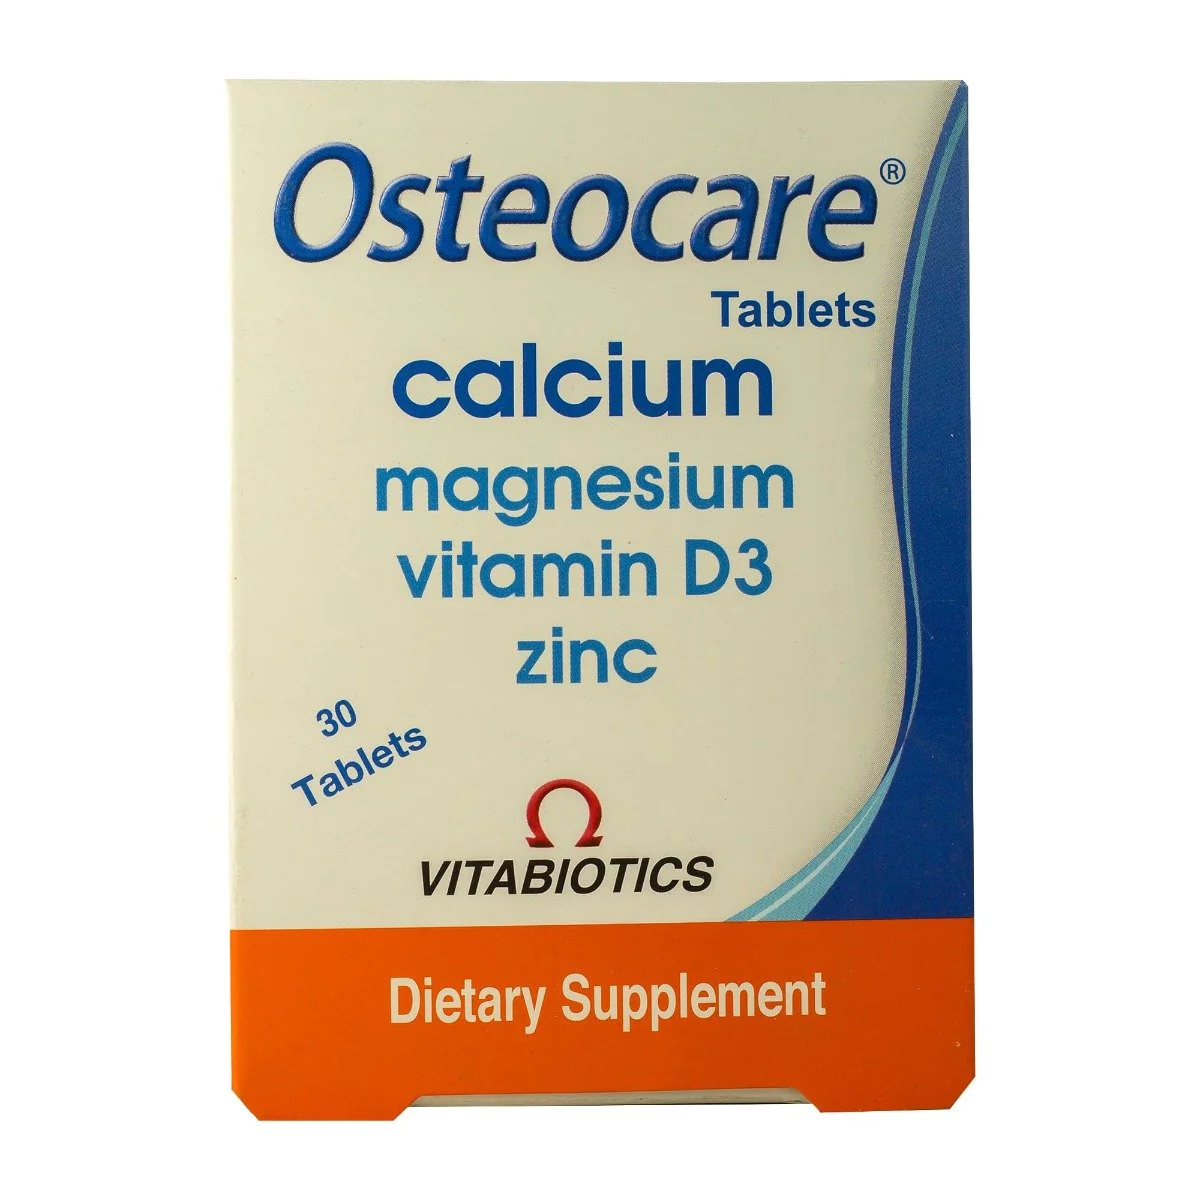 Osteocare®
Tablets
calcium
magnesium
vitamin D3
zinc
30
Tablets
VITABIOTICS
Dietary Supplement